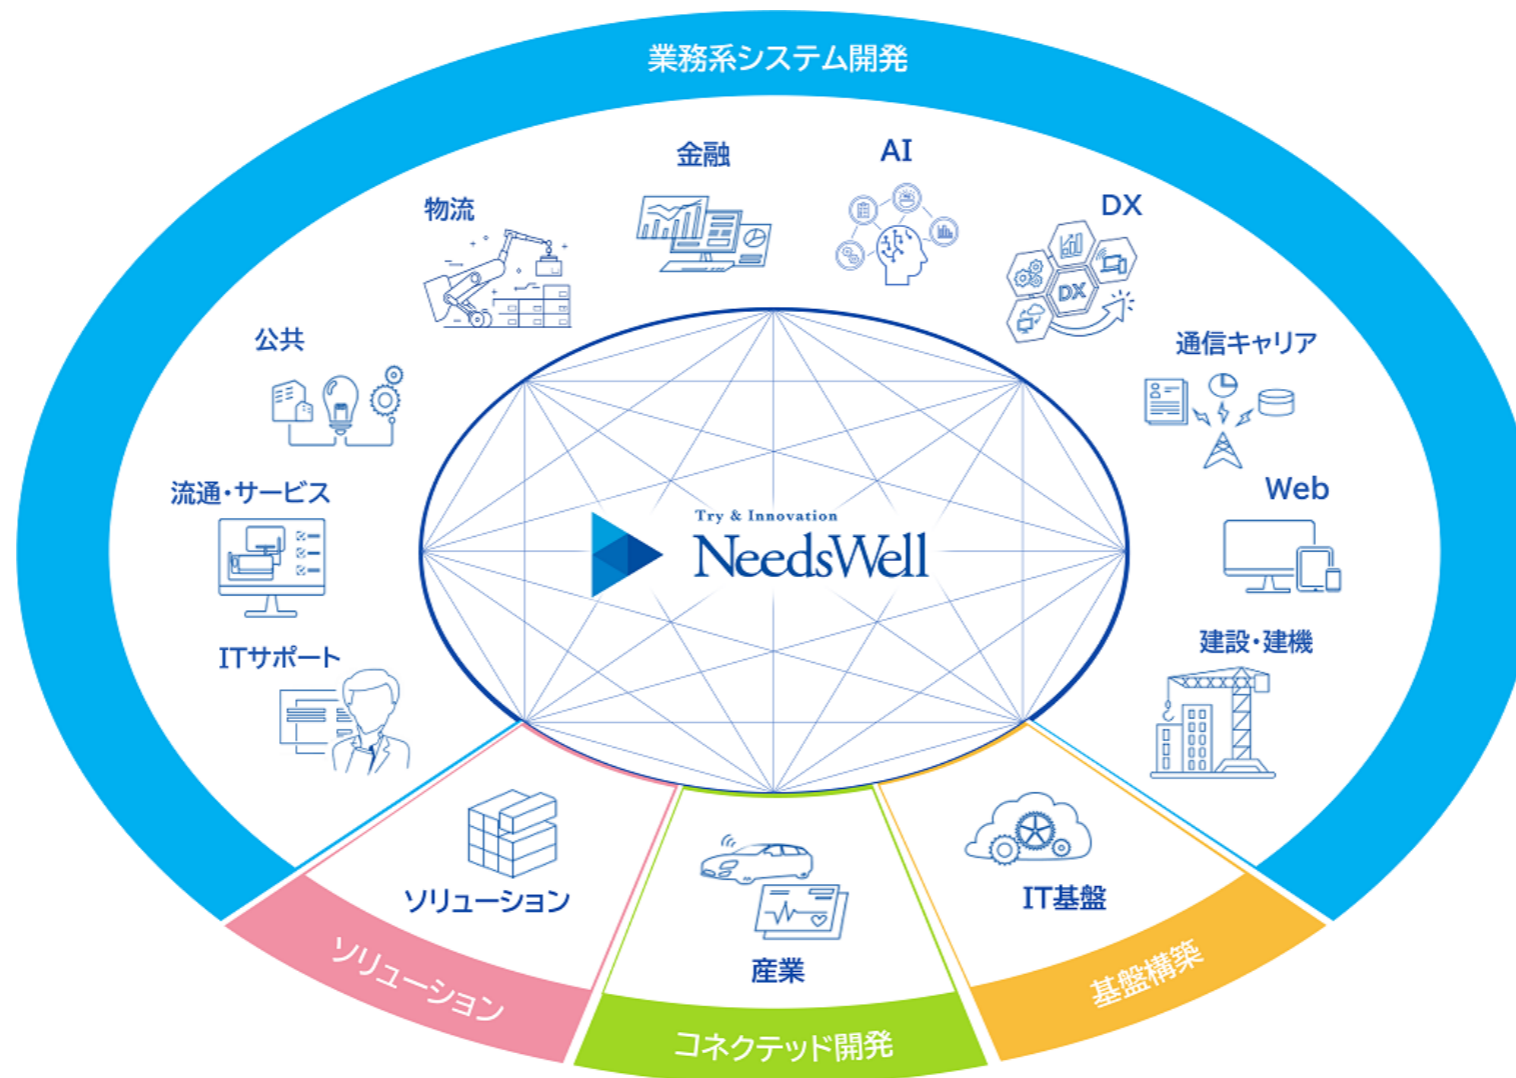 業務系システム開発
金融
AI
物流
DX
公共
通信キャリア
流通・サービス
Web
Try & Innovation
NeedsWell
ITサポート
建設・建機
DX
ソリューション
産業
IT基盤
ソリューション
コネクテッド開発
基盤構築